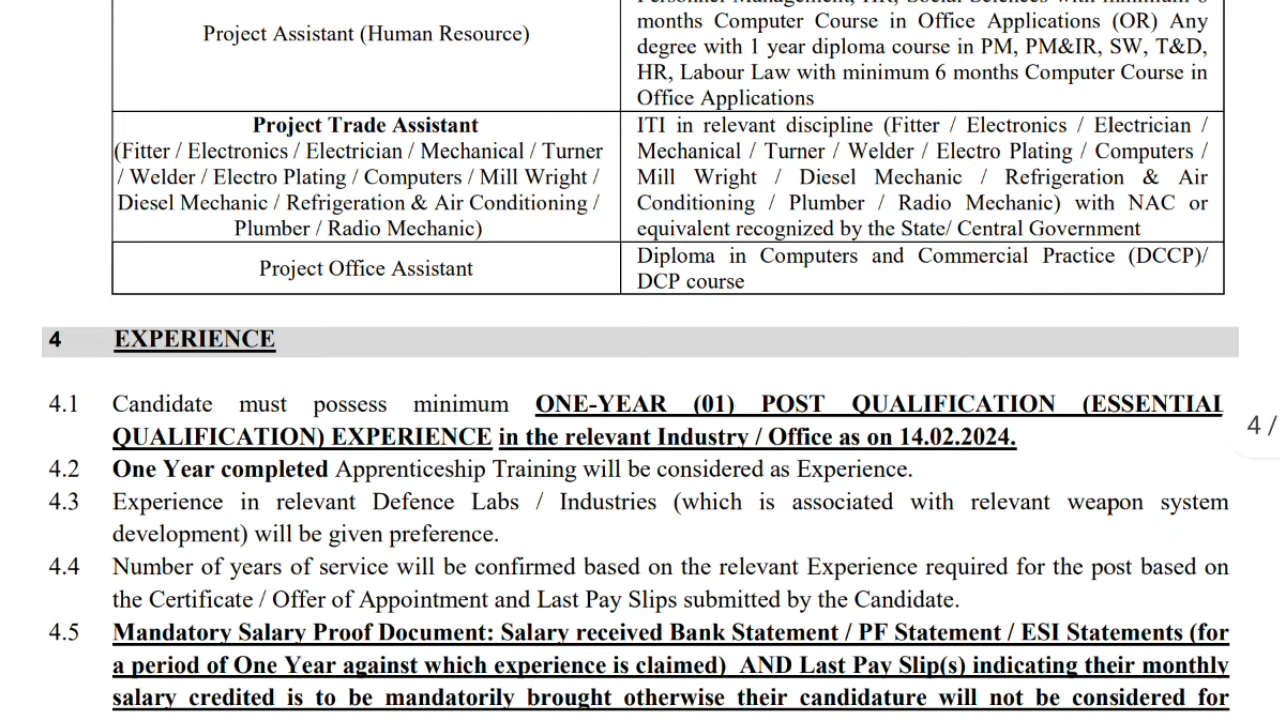 Personnel Management, HR, Social Sciences with minimum 6
Project Assistant (Human Resource)
months Computer Course in Office Applications (OR) Any
degree with 1 year diploma course in PM, PM&IR, SW, T&D,
HR, Labour Law with minimum 6 months Computer Course in
Office Applications
Project Trade Assistant
(Fitter / Electronics / Electrician / Mechanical / Turner
/ Welder / Electro Plating / Computers / Mill Wright /
Diesel Mechanic / Refrigeration & Air Conditioning /
Plumber / Radio Mechanic)
ITI in relevant discipline (Fitter / Electronics / Electrician /
Mechanical / Turner / Welder / Electro Plating / Computers /
Mill Wright / Diesel Mechanic / Refrigeration & Air
Conditioning / Plumber / Radio Mechanic) with NAC or
equivalent recognized by the State/ Central Government
Project Office Assistant
Diploma in Computers and Commercial Practice (DCCP)/
DCP course
4 EXPERIENCE
4.1 Candidate must possess minimum ONE-YEAR (01) POST QUALIFICATION (ESSENTIAL
QUALIFICATION) EXPERIENCE in the relevant Industry / Office as on 14.02.2024.
4 /
4.2 One Year completed Apprenticeship Training will be considered as Experience.
4.3 Experience in relevant Defence Labs / Industries (which is associated with relevant weapon system
development) will be given preference.
4.4 Number of years of service will be confirmed based on the relevant Experience required for the post based on
the Certificate / Offer of Appointment and Last Pay Slips submitted by the Candidate.
4.5 Mandatory Salary Proof Document: Salary received Bank Statement / PF Statement / ESI Statements (for
a period of One Year against which experience is claimed) AND Last Pay Slip(s) indicating their monthly
salary credited is to be mandatorily brought otherwise their candidature will not be considered for